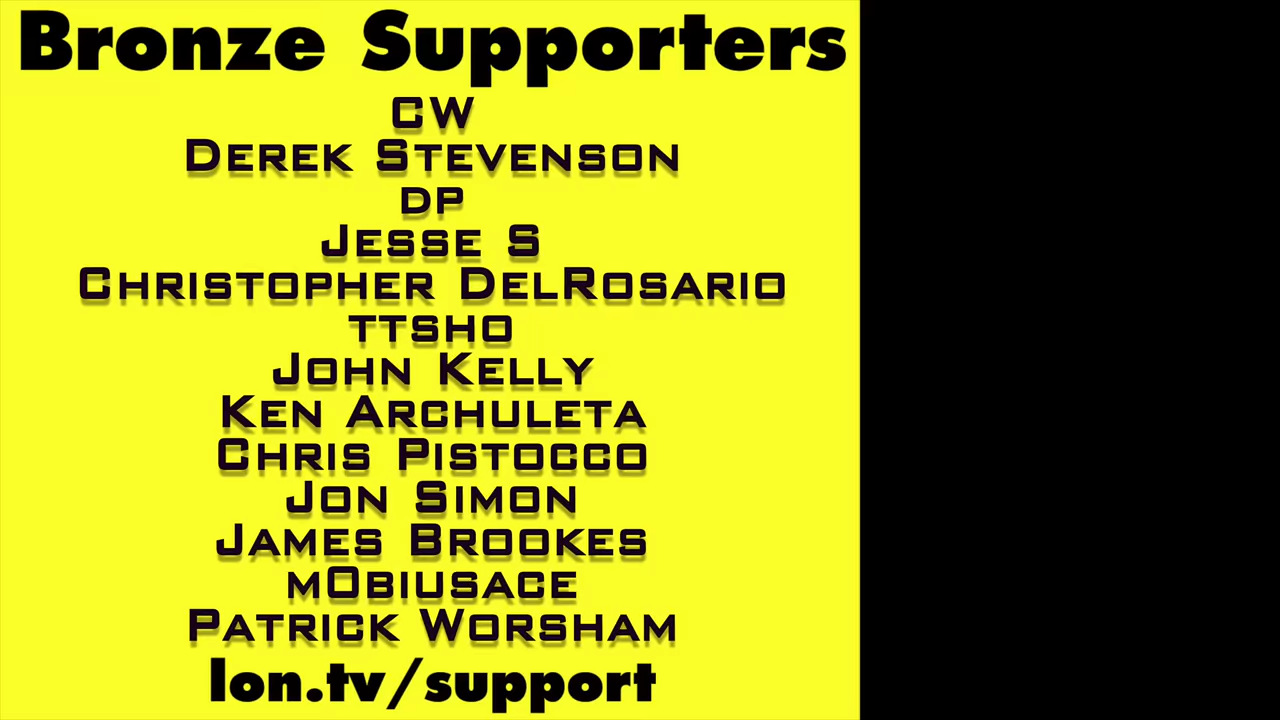 Bronze Supporters
CW
Derek Stevenson
DP
Jesse S
Christopher DelRosario
ttsho
John Kelly
Ken Archuleta
Chris Pistocco
Jon Simon
James Brookes
m0biusace
Patrick Worsham
lon.tv/support